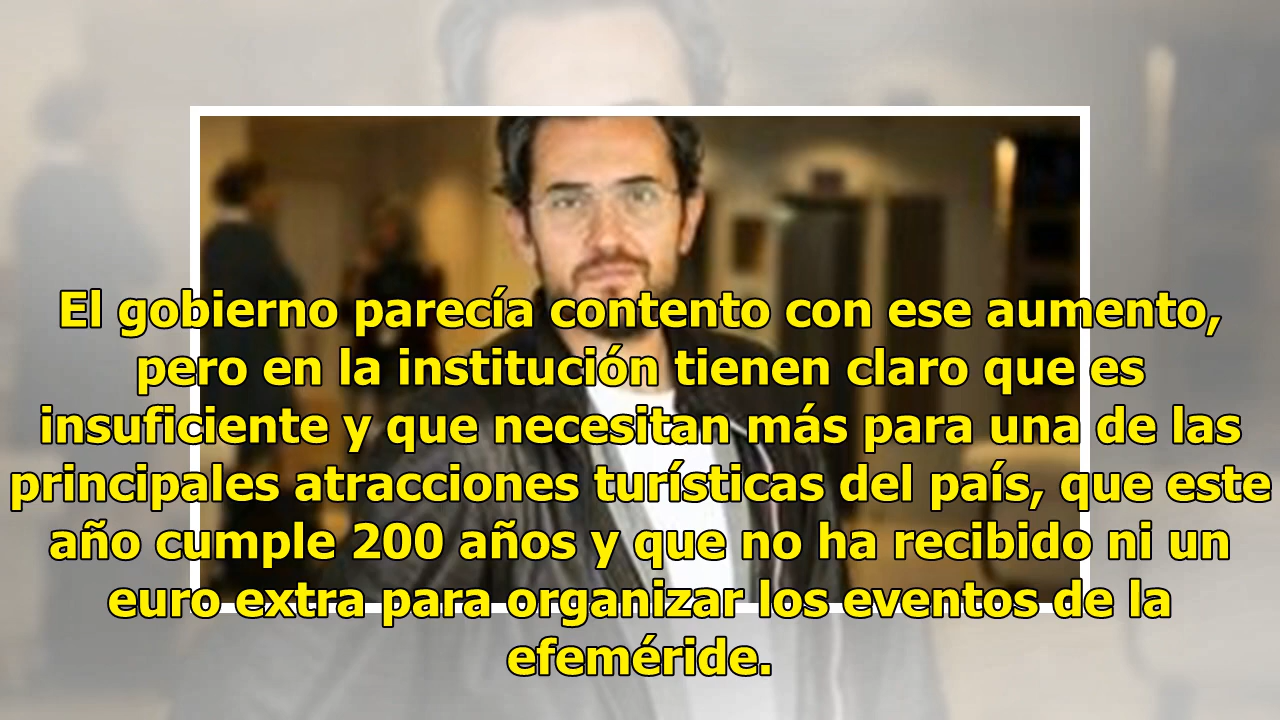 El gobierno parecía contento con ese aumento,
pero en la institución tienen claro que es
insuficiente y que necesitan más para una de las
principales atracciones turísticas del país, que este
año cumple 200 años y que no ha recibido ni un
euro extra para organizar los eventos de la
efeméride.